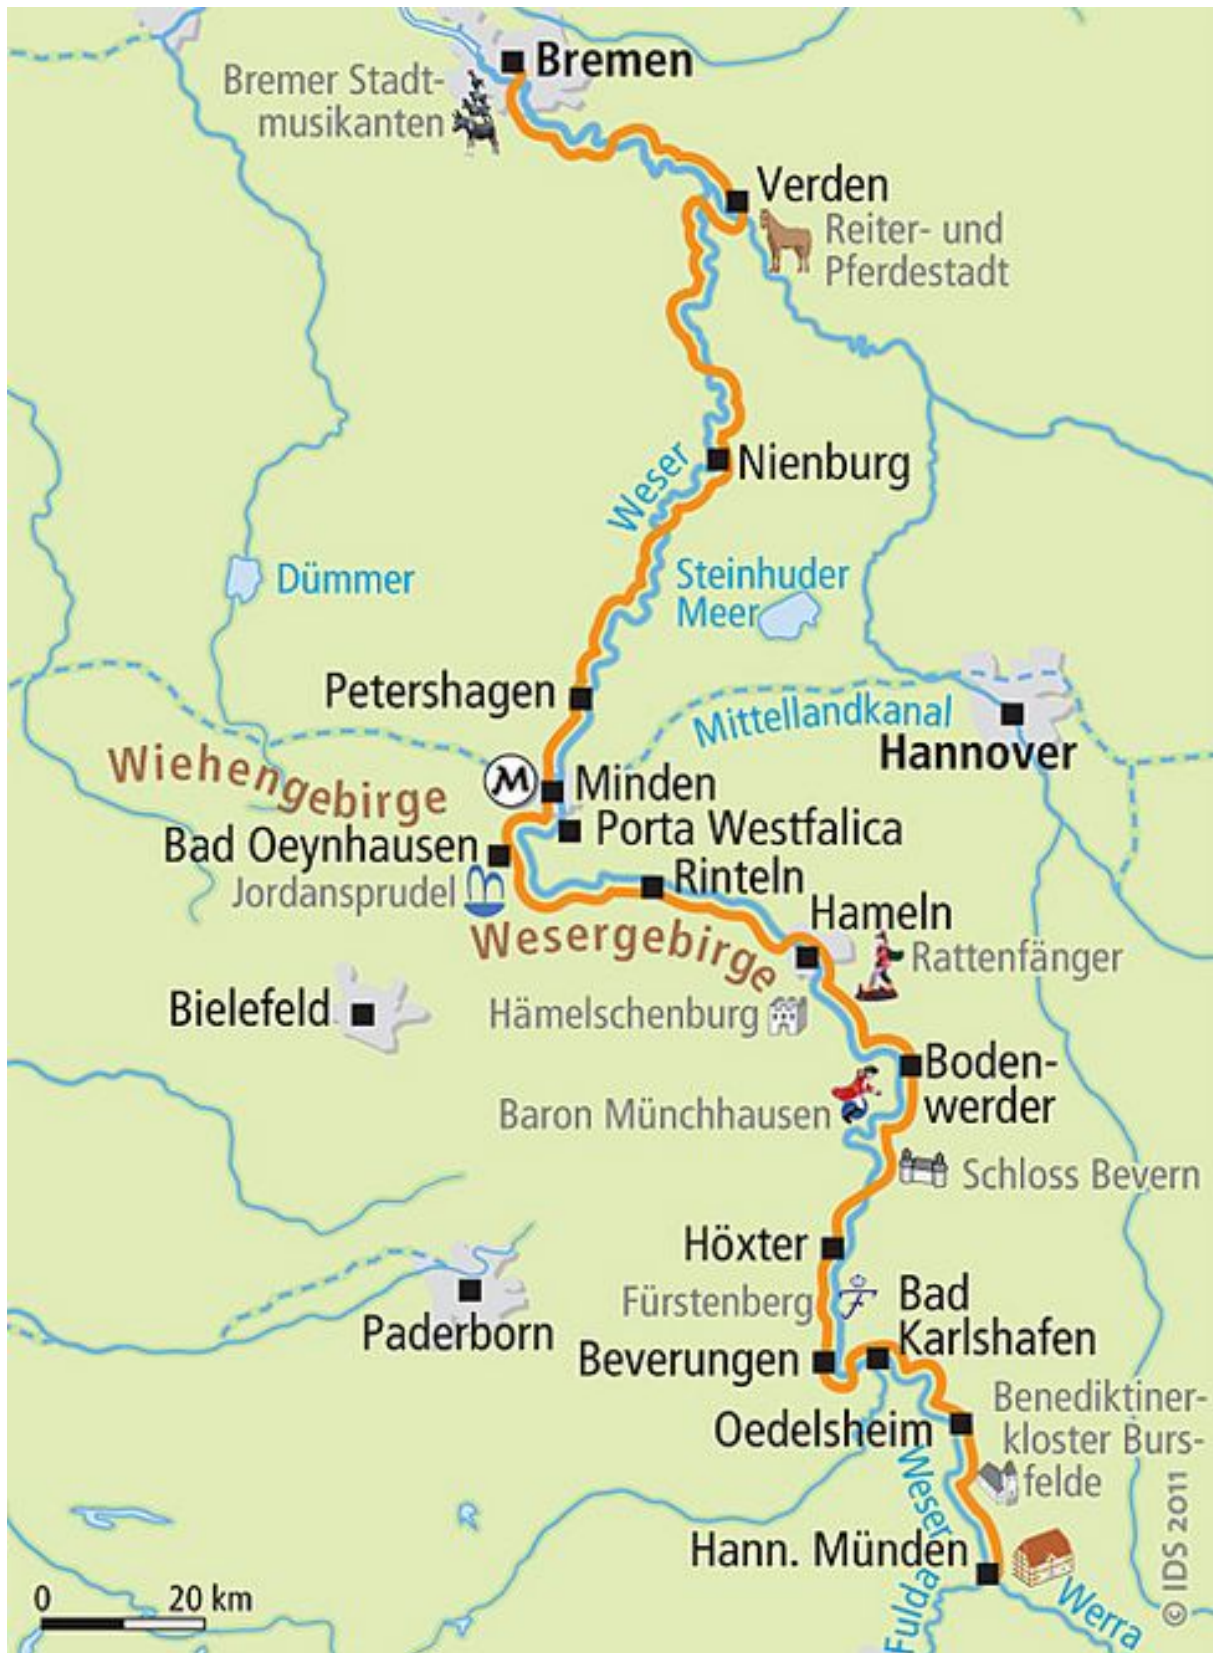 Bremen
Bremer Stadt-
musikanten
Verden
Reiter- und
Pferdestadt
Nienburg
Weser
Dümmer
Steinhuder
Meer
Petershagen
Mittellandkanal
Hannover
Wiehengebirge
M
Minden
Porta Westfalica
Bad Oeynhausen
Jordansprudel
Rinteln
Hameln
Wesergebirge
Rattenfänger
Bielefeld
Hämelschenburg
Boden-
werder
Baron Münchhausen
Schloss Bevern
Höxter
Fürstenberg
F
Bad
Karlshafen
Paderborn
Beverungen
Benediktiner-
kloster Burs-
felde
Oedelsheim
Weser
Hann. Münden
Fulda
Werra
0 20 km
© IDS 2011